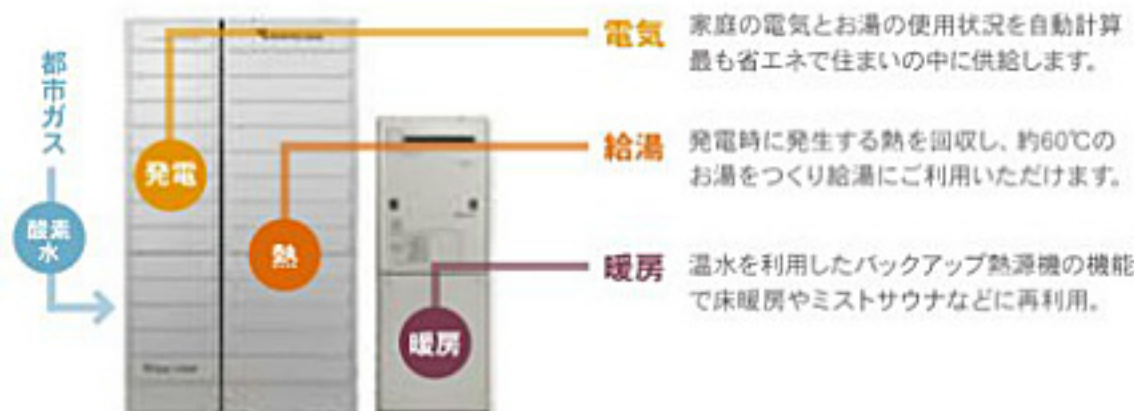 都市ガス
酸素
水
発電
熱
暖房
電気
家庭の電気とお湯の使用状況を自動計算
最も省エネで住まいの中に供給します。
給湯
発電時に発生する熱を回収し、約60℃の
お湯をつくり給湯にご利用いただけます。
暖房
温水を利用したバックアップ熱源機の機能
で床暖房やミストサウナなどに再利用。